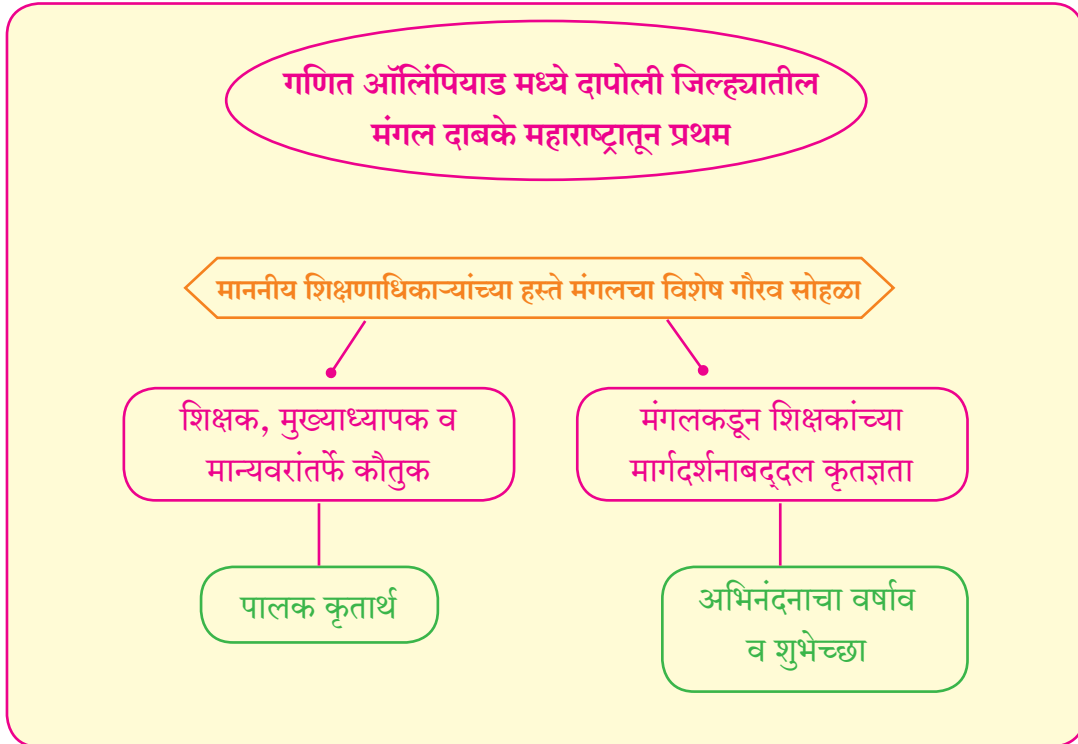 गणित ऑलिंपियाड मध्ये दापोली जिल्ह्यातील
मंगल दाबके महाराष्ट्रातून प्रथम
माननीय शिक्षणाधिकाऱ्यांच्या हस्ते मंगलचा विशेष गौरव सोहळा
शिक्षक, मुख्याध्यापक व
मान्यवरांतर्फे कौतुक
मंगलकडून शिक्षकांच्या
मार्गदर्शनाबद्‌दल कृतज्ञता
पालक कृतार्थ
अभिनंदनाचा वर्षाव
व शुभेच्छा